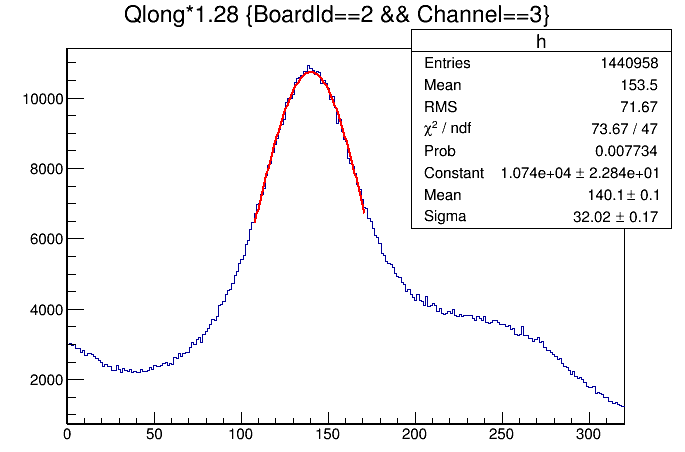 Qlong*1.28 {BoardId==2 && Channel==3}
h
Entries 1440958
Mean 153.5
RMS 71.67
χ² / ndf 73.67 / 47
Prob 0.007734
Constant 1.074e+04 ± 2.284e+01
Mean 140.1 ± 0.1
Sigma 32.02 ± 0.17
10000
8000
6000
4000
2000
0 50 100 150 200 250 300